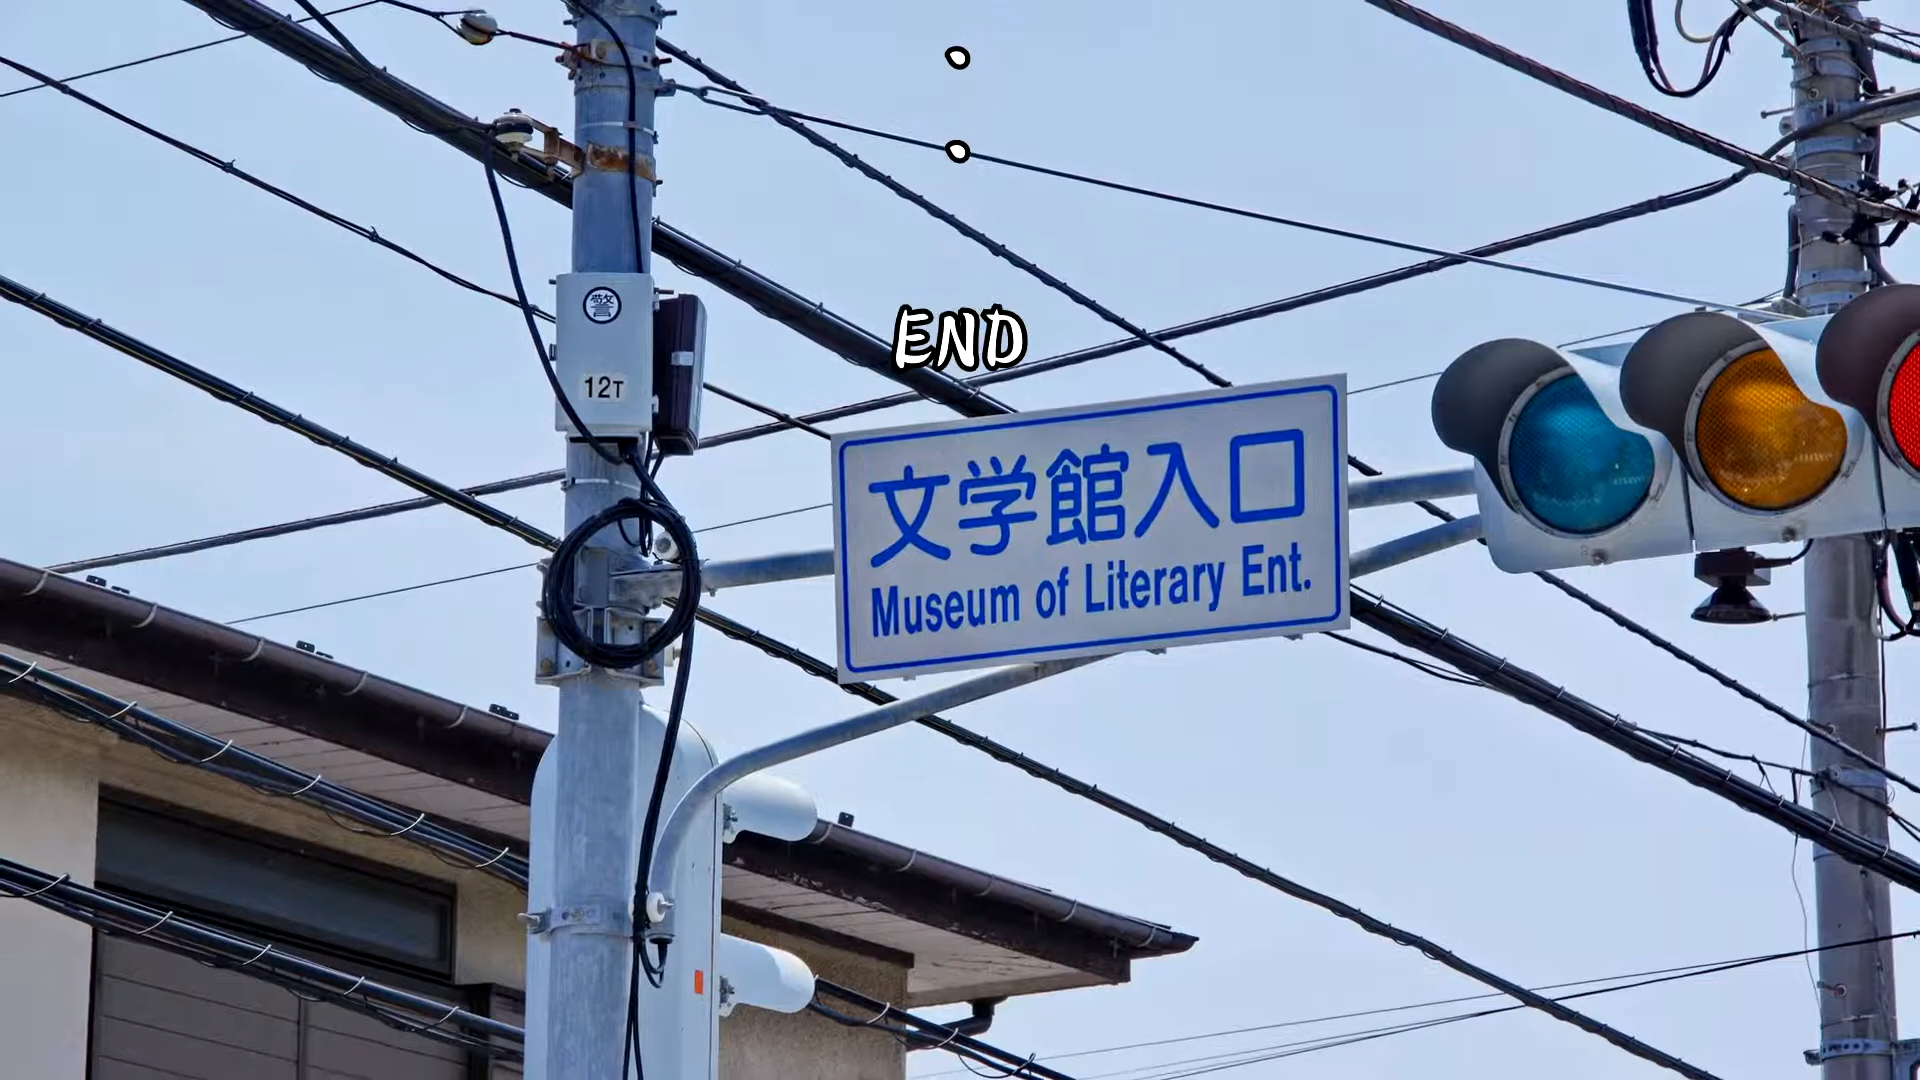 。
。
END
警
12T
文学館入口
Museum of Literary Ent.